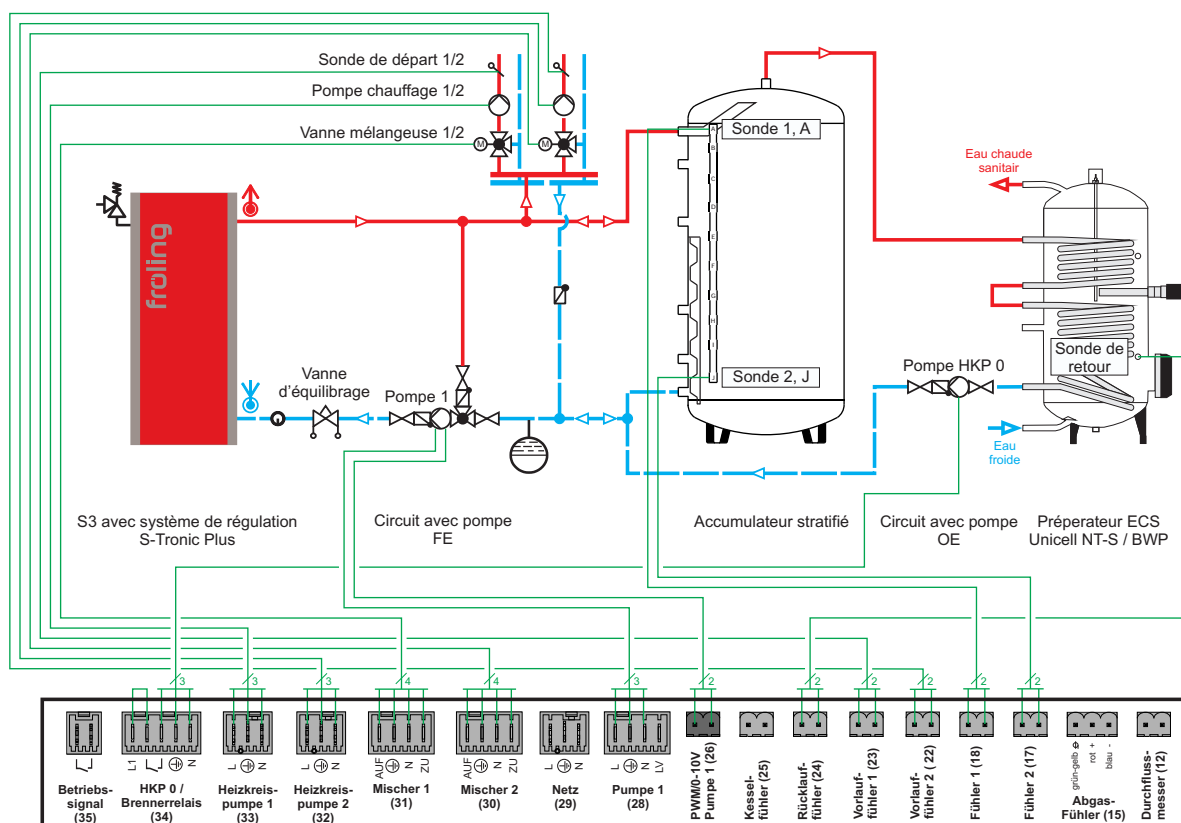 Sonde de départ 1/2
Pompe chauffage 1/2
Vanne mélangeuse 1/2
M
M
fröling
Vanne
d'équilibrage
Pompe 1
Sonde 1, A
A
B
C
D
E
F
G
H
I
J
Sonde 2, J
Eau chaude
sanitair
Pompe HKP 0
Sonde de
retour
Eau
froide
S3 avec système de régulation
S-Tronic Plus
Circuit avec pompe
FE
Accumulateur stratifié
Circuit avec pompe
OE
Préperateur ECS
Unicell NT-S / BWP
3
3
3
4
4
3
2
2
2
2
2
2
L1
N
L
N
L
N
AUF
N
ZU
AUF
N
ZU
L
N
L
N
LV
grün-gelb
rot +
blau -
Betriebs-
signal
(35)
HKP 0 /
Brennerrelais
(34)
Heizkreis-
pumpe 1
(33)
Heizkreis-
pumpe 2
(32)
Mischer 1
(31)
Mischer 2
(30)
Netz
(29)
Pumpe 1
(28)
PWM/0-10V
Pumpe 1 (26)
Kessel-
fühler (25)
Rücklauf-
fühler (24)
Vorlauf-
fühler 1 (23)
Vorlauf-
fühler 2 (22)
Fühler 1 (18)
Fühler 2 (17)
Abgas-
Fühler (15)
Durchfluss-
messer (12)